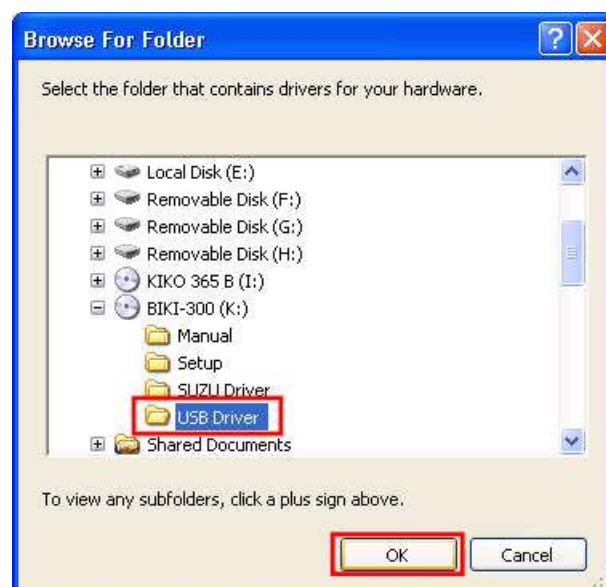 Browse For Folder
Select the folder that contains drivers for your hardware.
Local Disk (E:)
Removable Disk (F:)
Removable Disk (G:)
Removable Disk (H:)
KIKO 365 B (I:)
BIKI-300 (K:)
Manual
Setup
SUZU Driver
USB Driver
Shared Documents
To view any subfolders, click a plus sign above.
OK Cancel